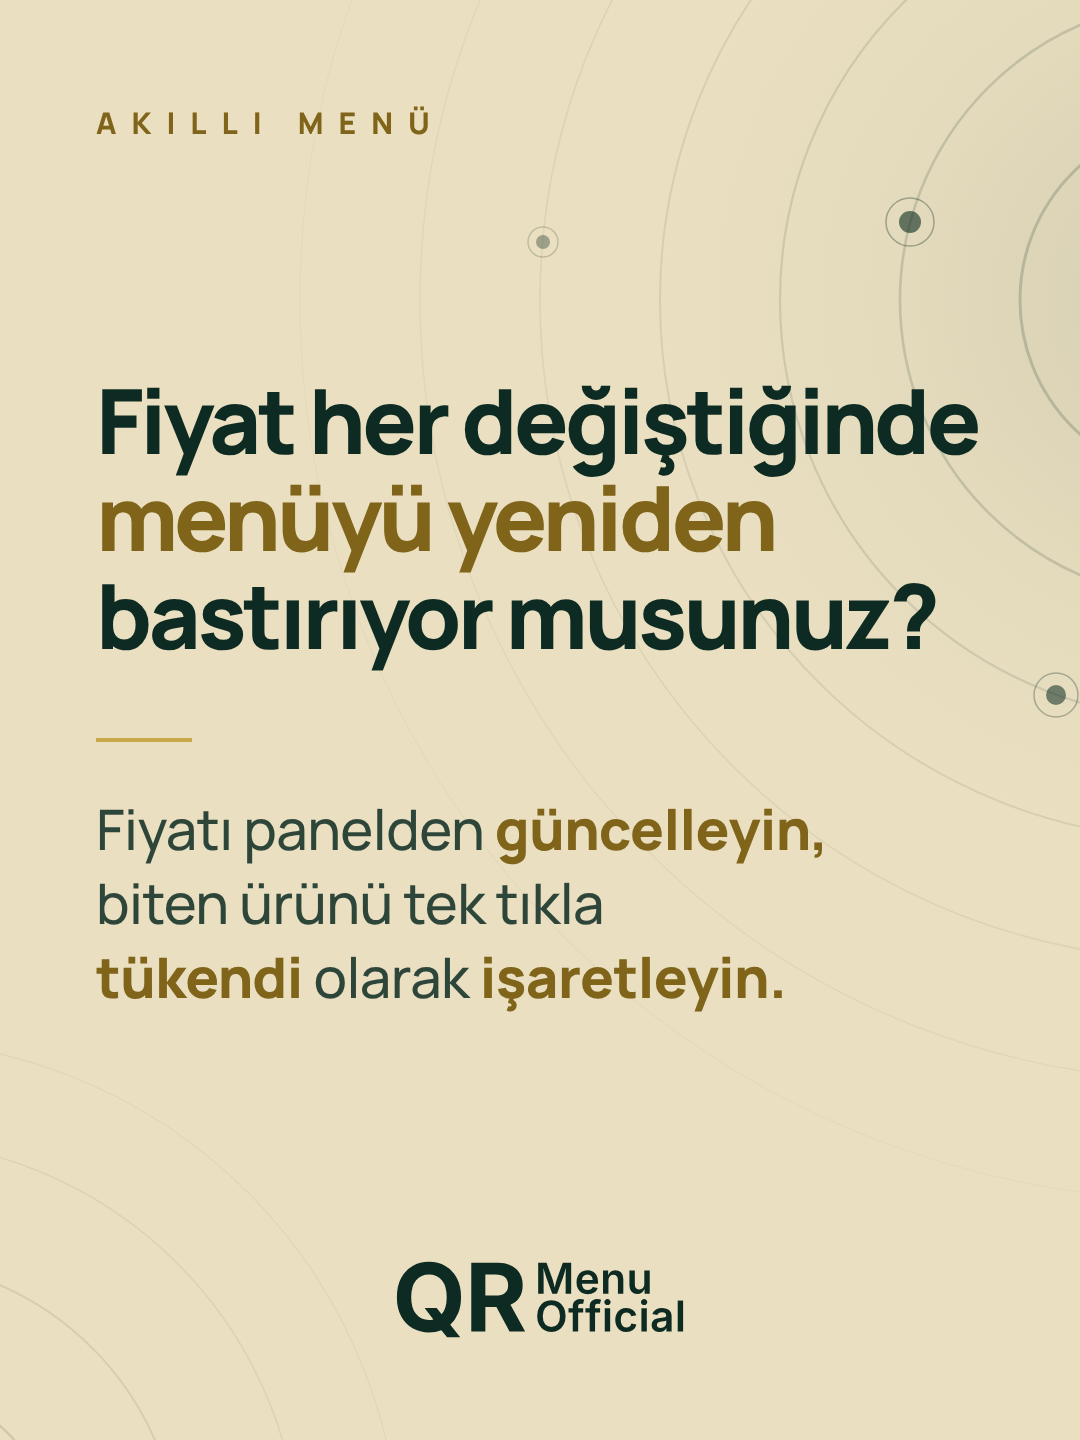 AKILLI MENÜ
Fiyat her değiştiğinde
menüyü yeniden
bastırıyor musunuz?
Fiyatı panelden güncelleyin,
biten ürünü tek tıkla
tükendi olarak işaretleyin.
QR Menu
Official